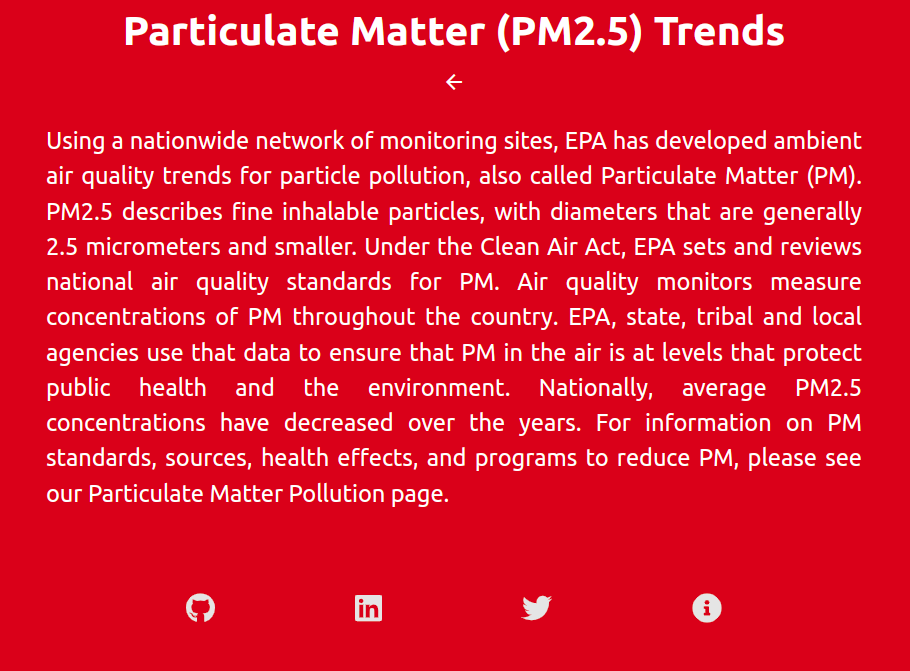 Particulate Matter (PM2.5) Trends
Using a nationwide network of monitoring sites, EPA has developed ambient
air quality trends for particle pollution, also called Particulate Matter (PM).
PM2.5 describes fine inhalable particles, with diameters that are generally
2.5 micrometers and smaller. Under the Clean Air Act, EPA sets and reviews
national air quality standards for PM. Air quality monitors measure
concentrations of PM throughout the country. EPA, state, tribal and local
agencies use that data to ensure that PM in the air is at levels that protect
public health and the environment. Nationally, average PM2.5
concentrations have decreased over the years. For information on PM
standards, sources, health effects, and programs to reduce PM, please see
our Particulate Matter Pollution page.